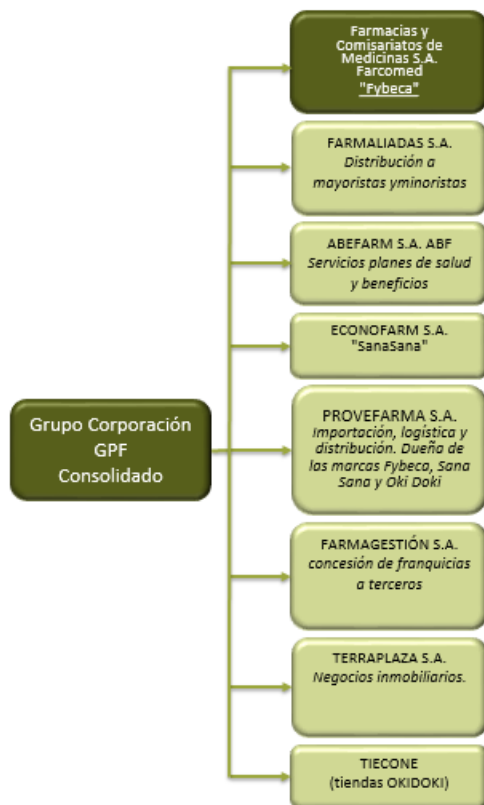 Farmacias y
Comisariatos de
Medicinas S.A.
Farcomed
"Fybeca"
FARMALIADAS S.A.
Distribución a
mayoristas yminoristas
ABEFARM S.A. ABF
Servicios planes de salud
y beneficios
ECONOFARM S.A.
"SanaSana"
Grupo Corporación
GPF
Consolidado
PROVEFARMA S.A.
Importación, logística y
distribución. Dueña de
las marcas Fybeca, Sana
Sana y Oki Doki
FARMAGESTIÓN S.A.
concesión de franquicias
a terceros
TERRAPLAZA S.A.
Negocios inmobiliarios.
TIECONE
(tiendas OKIDOKI)